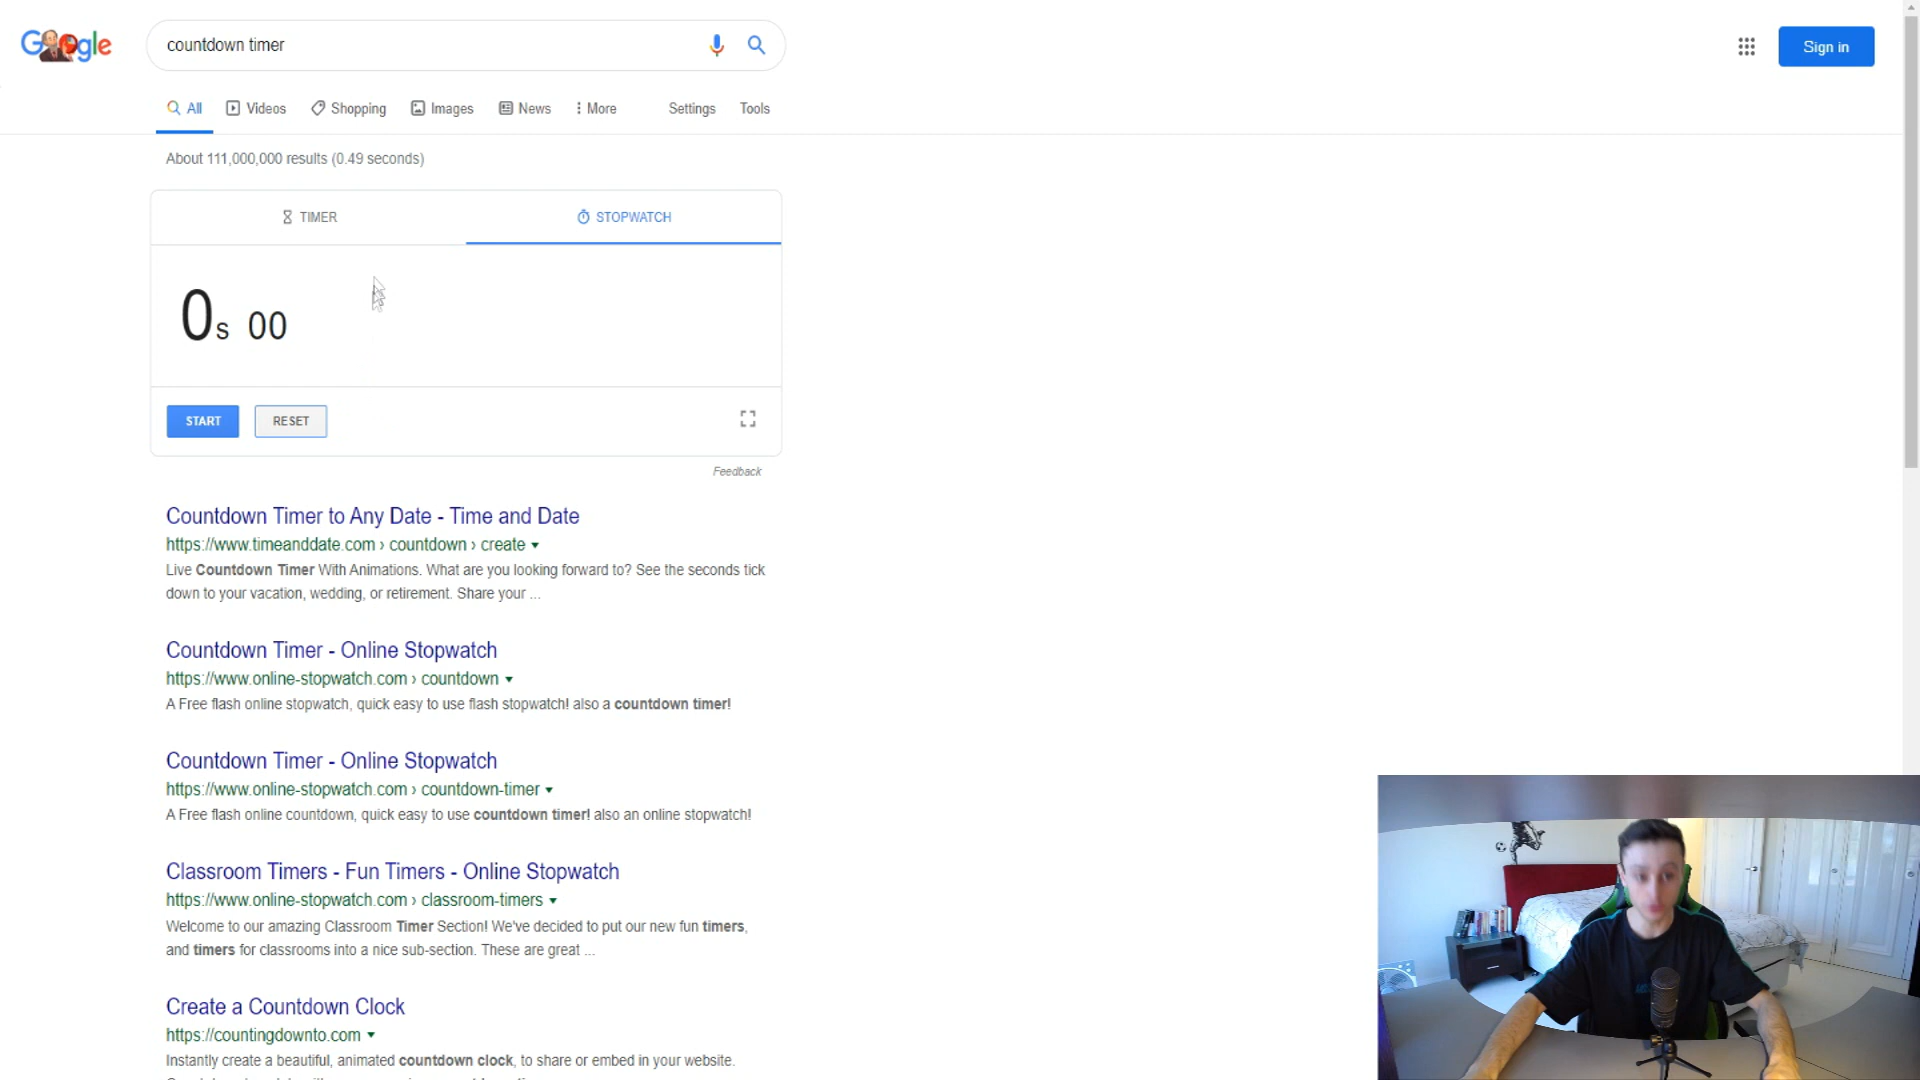 Google
countdown timer
Sign in
All
Videos
Shopping
Images
News
More
Settings
Tools
About 111,000,000 results (0.49 seconds)
TIMER
STOPWATCH
0s 00
START
RESET
Feedback
Countdown Timer to Any Date - Time and Date
https://www.timeanddate.com › countdown › create
Live Countdown Timer With Animations. What are you looking forward to? See the seconds tick
down to your vacation, wedding, or retirement. Share your ...
Countdown Timer - Online Stopwatch
https://www.online-stopwatch.com › countdown
A Free flash online stopwatch, quick easy to use flash stopwatch! also a countdown timer!
Countdown Timer - Online Stopwatch
https://www.online-stopwatch.com › countdown-timer
A Free flash online countdown, quick easy to use countdown timer! also an online stopwatch!
Classroom Timers - Fun Timers - Online Stopwatch
https://www.online-stopwatch.com › classroom-timers
Welcome to our amazing Classroom Timer Section! We've decided to put our new fun timers,
and timers for classrooms into a nice sub-section. These are great ...
Create a Countdown Clock
https://countingdownto.com
Instantly create a beautiful, animated countdown clock, to share or embed in your website.